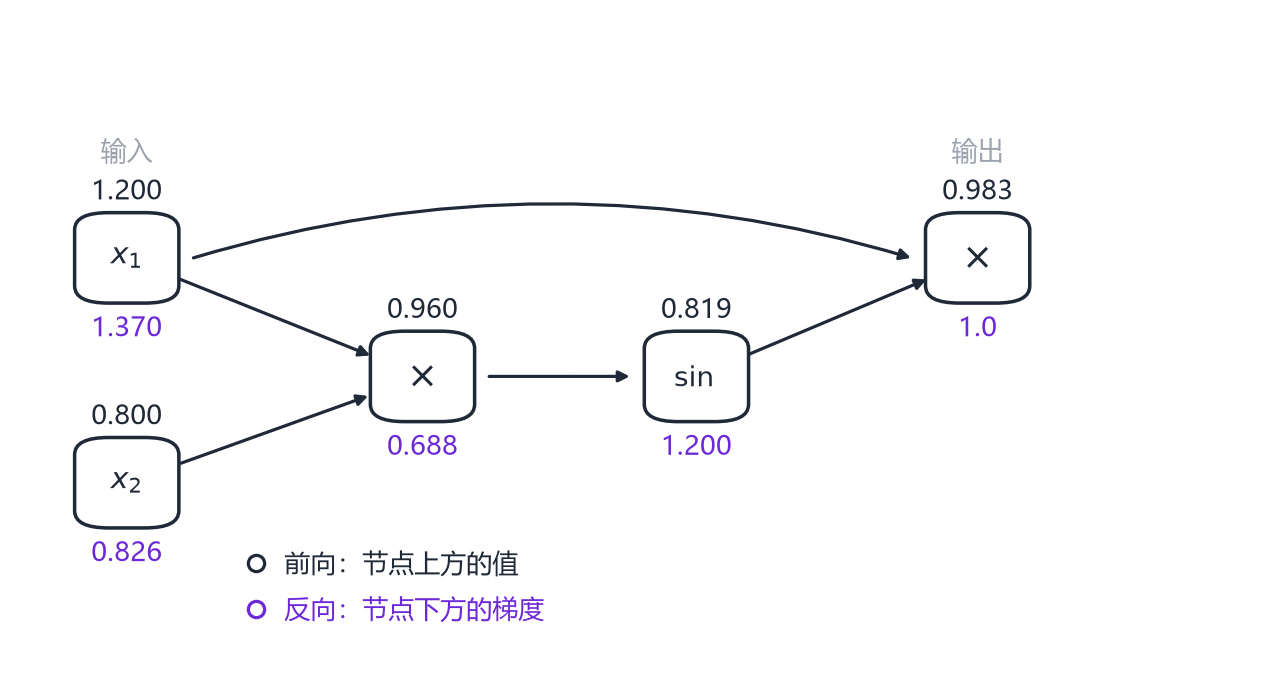 输入
1.200
x₁
1.370
输出
0.983
×
1.0
0.960
×
0.688
0.819
sin
1.200
0.800
x₂
0.826
前向：节点上方的值
反向：节点下方的梯度